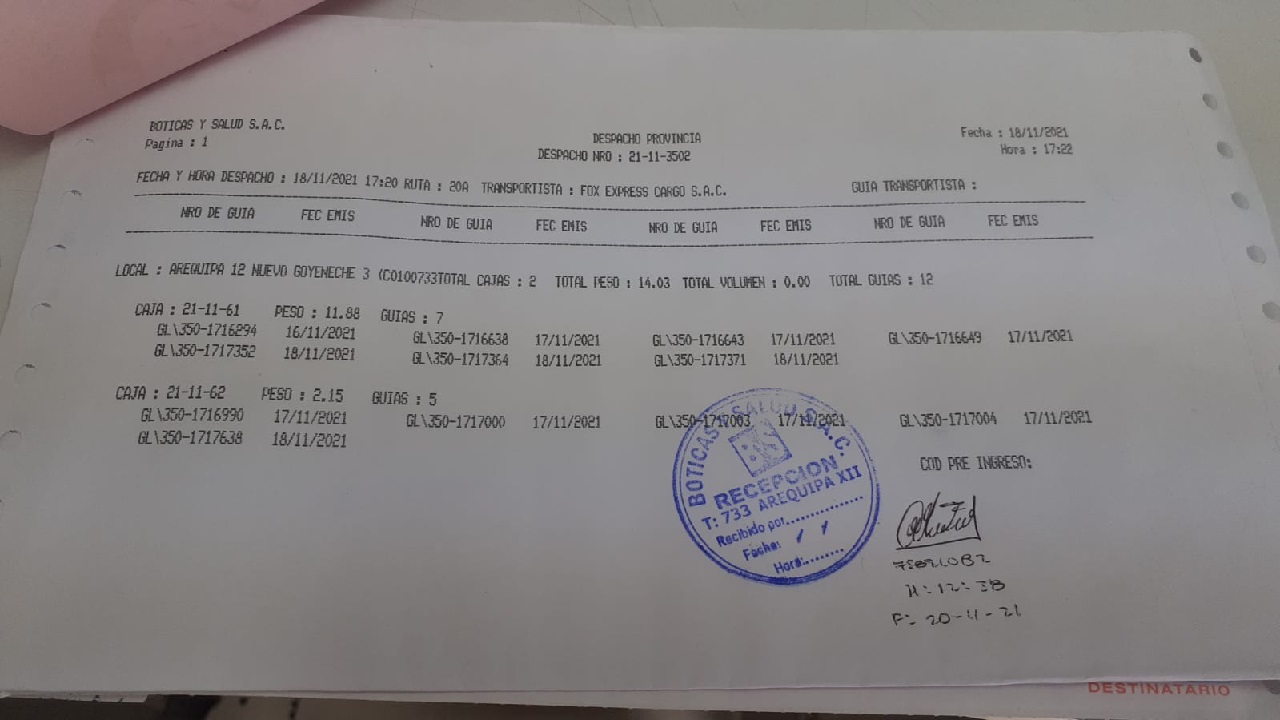 BOTICAS Y SALUD S.A.C.
Pagina : 1
DESPACHO PROVINCIA
DESPACHO NRO : 21-11-3502
Fecha : 18/11/2021
Hora : 17:22
FECHA Y HORA DESPACHO : 18/11/2021 17:20 RUTA : 20A TRANSPORTISTA : FOX EXPRESS CARGO S.A.C. GUIA TRANSPORTISTA :
NRO DE GUIA FEC EMIS NRO DE GUIA FEC EMIS NRO DE GUIA FEC EMIS NRO DE GUIA FEC EMIS
LOCAL : AREQUIPA 12 NUEVO GOYENECHE 3 (C0100733TOTAL CAJAS : 2 TOTAL PESO : 14.03 TOTAL VOLUMEN : 0.00 TOTAL GUIAS : 12
CAJA : 21-11-61 PESO : 11.88 GUIAS : 7
GL\350-1716294 16/11/2021 GL\350-1716638 17/11/2021 GL\350-1716643 17/11/2021 GL\350-1716649 17/11/2021
GL\350-1717352 18/11/2021 GL\350-1717364 18/11/2021 GL\350-1717371 18/11/2021
CAJA : 21-11-62 PESO : 2.15 GUIAS : 5
GL\350-1716990 17/11/2021 GL\350-1717000 17/11/2021 GL\350-1717003 17/11/2021 GL\350-1717004 17/11/2021
GL\350-1717638 18/11/2021
COD PRE INGRESO:
BOTICAS Y SALUD S.A.C.
RECEPCION
T: 733 AREQUIPA XII
Recibido por
Fecha: / /
Hora:
H: 12:38
F: 20-11-21
DESTINATARIO